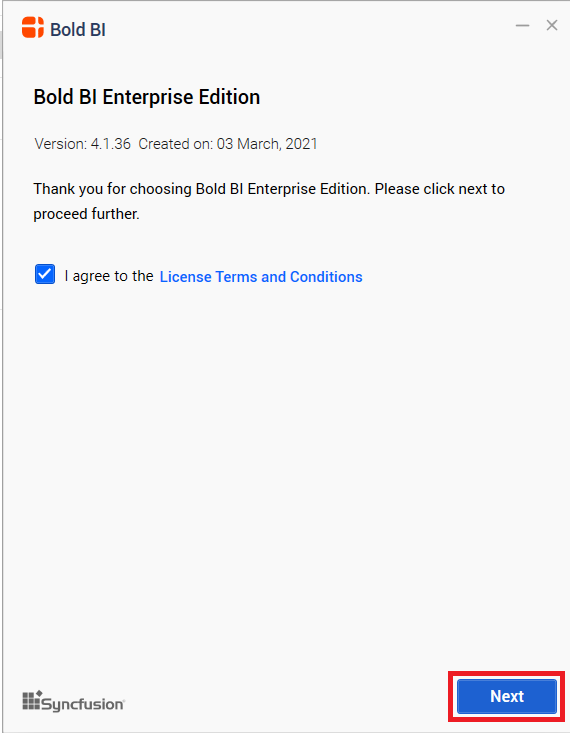 Bold BI
Bold BI Enterprise Edition
Version: 4.1.36 Created on: 03 March, 2021
Thank you for choosing Bold BI Enterprise Edition. Please click next to
proceed further.
I agree to the License Terms and Conditions
Syncfusion
Next